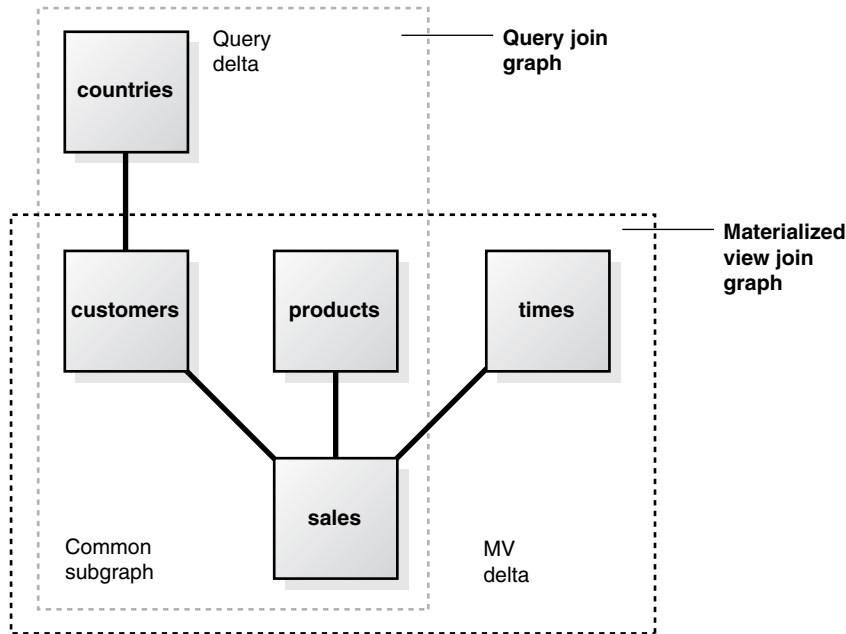 Query
delta
Query join
graph
countries
Materialized
view join
graph
customers
products
times
sales
Common
subgraph
MV
delta